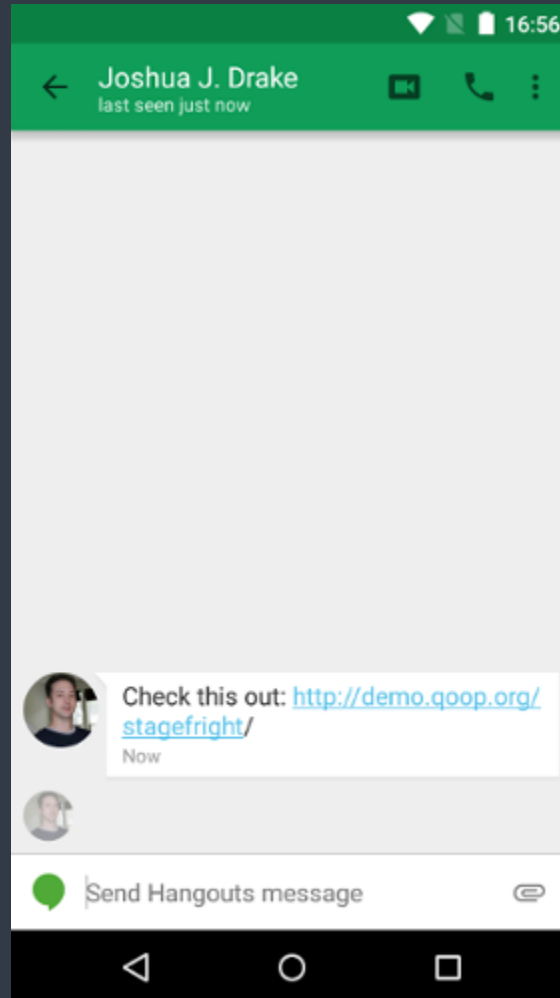 16:56
Joshua J. Drake
last seen just now
Check this out: http://demo.qoop.org/
stagefright/
Now
Send Hangouts message